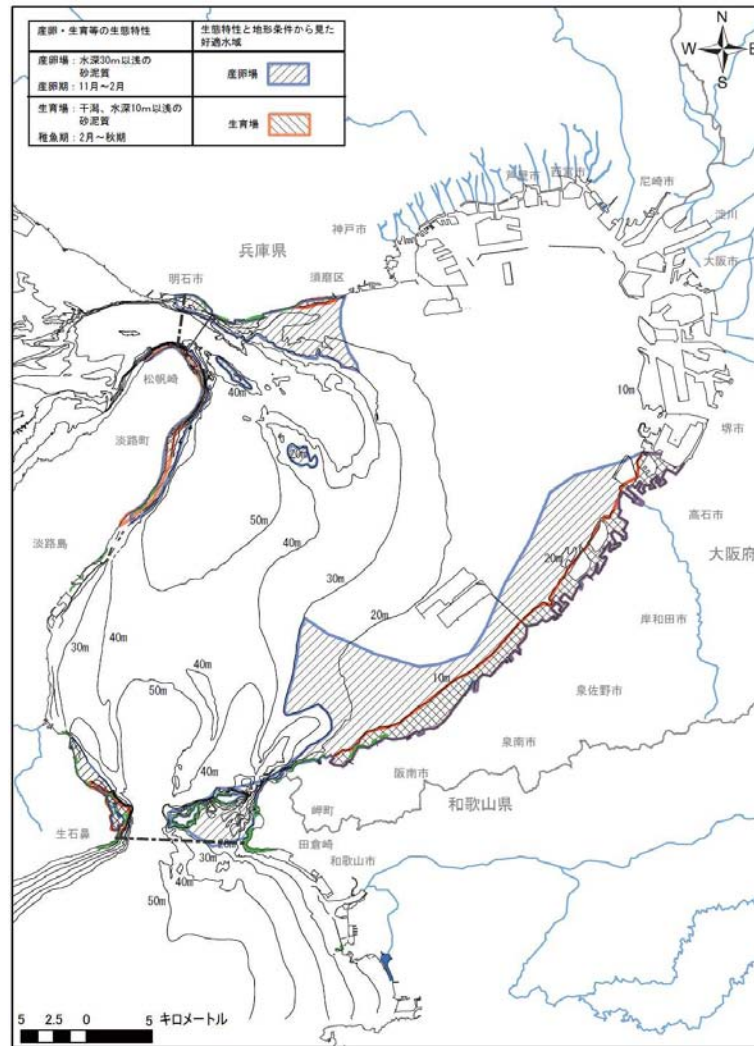 産卵・生育等の生態特性
生態特性と地形条件から見た
好適水域
産卵場：水深30m以浅の
砂泥質
産卵期：11月～2月
産卵場
生育場：干潟、水深10m以浅の
砂泥質
稚魚期：2月～秋期
生育場
N
W
E
S
芦屋市
西宮市
尼崎市
神戸市
淀川
兵庫県
大阪市
明石市
須磨区
松帆崎
40m
10m
淡路町
20m
堺市
50m
高石市
40m
大阪府
淡路島
20m
30m
20m
岸和田市
30m
40m
10m
泉佐野市
50m
40m
泉南市
40m
阪南市
和歌山県
岬町
生石鼻
田倉崎
20m
30m
和歌山市
40m
50m
5 2.5 0 5 キロメートル